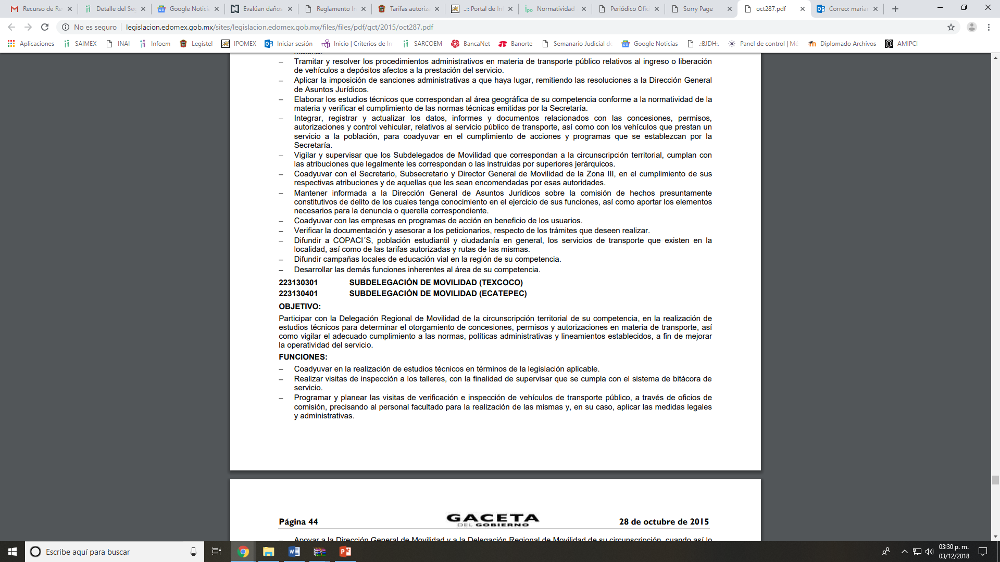 Recurso de Re
Detalle del Seg
Google Noticia
Evalúan daños
Reglamento In
Tarifas autoriza
..:: Portal de In
Normatividad
Periódico Ofic
Sorry Page
oct287.pdf
Correo: maria
No es seguro
legislacion.edomex.gob.mx/sites/legislacion.edomex.gob.mx/files/files/pdf/gct/2015/oct287.pdf
Aplicaciones
SAIMEX
INAI
Infoem
Legistel
IPOMEX
Iniciar sesión
Inicio | Criterios de In
SARCOEM
BancaNet
Banorte
Semanario Judicial de
Google Noticias
.:BJDH:.
Panel de control | Mé
Diplomado Archivos
AMIPCI
materia.
– Tramitar y resolver los procedimientos administrativos en materia de transporte público relativos al ingreso o liberación
de vehículos a depósitos afectos a la prestación del servicio.
– Aplicar la imposición de sanciones administrativas a que haya lugar, remitiendo las resoluciones a la Dirección General
de Asuntos Jurídicos.
– Elaborar los estudios técnicos que correspondan al área geográfica de su competencia conforme a la normatividad de la
materia y verificar el cumplimiento de las normas técnicas emitidas por la Secretaría.
– Integrar, registrar y actualizar los datos, informes y documentos relacionados con las concesiones, permisos,
autorizaciones y control vehicular, relativos al servicio público de transporte, así como con los vehículos que prestan un
servicio a la población, para coadyuvar en el cumplimiento de acciones y programas que se establezcan por la
Secretaría.
– Vigilar y supervisar que los Subdelegados de Movilidad que correspondan a la circunscripción territorial, cumplan con
las atribuciones que legalmente les correspondan o las instruidas por superiores jerárquicos.
– Coadyuvar con el Secretario, Subsecretario y Director General de Movilidad de la Zona III, en el cumplimiento de sus
respectivas atribuciones y de aquellas que les sean encomendadas por esas autoridades.
– Mantener informada a la Dirección General de Asuntos Jurídicos sobre la comisión de hechos presuntamente
constitutivos de delito de los cuales tenga conocimiento en el ejercicio de sus funciones, así como aportar los elementos
necesarios para la denuncia o querella correspondiente.
– Coadyuvar con las empresas en programas de acción en beneficio de los usuarios.
– Verificar la documentación y asesorar a los peticionarios, respecto de los trámites que deseen realizar.
– Difundir a COPACI´S, población estudiantil y ciudadanía en general, los servicios de transporte que existen en la
localidad, así como de las tarifas autorizadas y rutas de las mismas.
– Difundir campañas locales de educación vial en la región de su competencia.
– Desarrollar las demás funciones inherentes al área de su competencia.
223130301 SUBDELEGACIÓN DE MOVILIDAD (TEXCOCO)
223130401 SUBDELEGACIÓN DE MOVILIDAD (ECATEPEC)
OBJETIVO:
Participar con la Delegación Regional de Movilidad de la circunscripción territorial de su competencia, en la realización de
estudios técnicos para determinar el otorgamiento de concesiones, permisos y autorizaciones en materia de transporte, así
como vigilar el adecuado cumplimiento a las normas, políticas administrativas y lineamientos establecidos, a fin de mejorar
la operatividad del servicio.
FUNCIONES:
– Coadyuvar en la realización de estudios técnicos en términos de la legislación aplicable.
– Realizar visitas de inspección a los talleres, con la finalidad de supervisar que se cumpla con el sistema de bitácora de
servicio.
– Programar y planear las visitas de verificación e inspección de vehículos de transporte público, a través de oficios de
comisión, precisando al personal facultado para la realización de las mismas y, en su caso, aplicar las medidas legales
y administrativas.
Página 44
GACETA
DEL GOBIERNO
28 de octubre de 2015
– Apoyar a la Dirección General de Movilidad y a la Delegación Regional de Movilidad de su circunscripción, cuando así lo
Escribe aquí para buscar
03:30 p. m.
03/12/2018